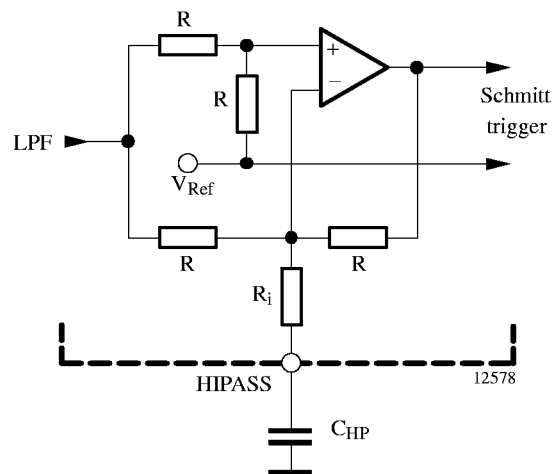 R
+
−
R
Schmitt
trigger
LPF
V_Ref
R
R
R_i
HIPASS
12578
C_HP